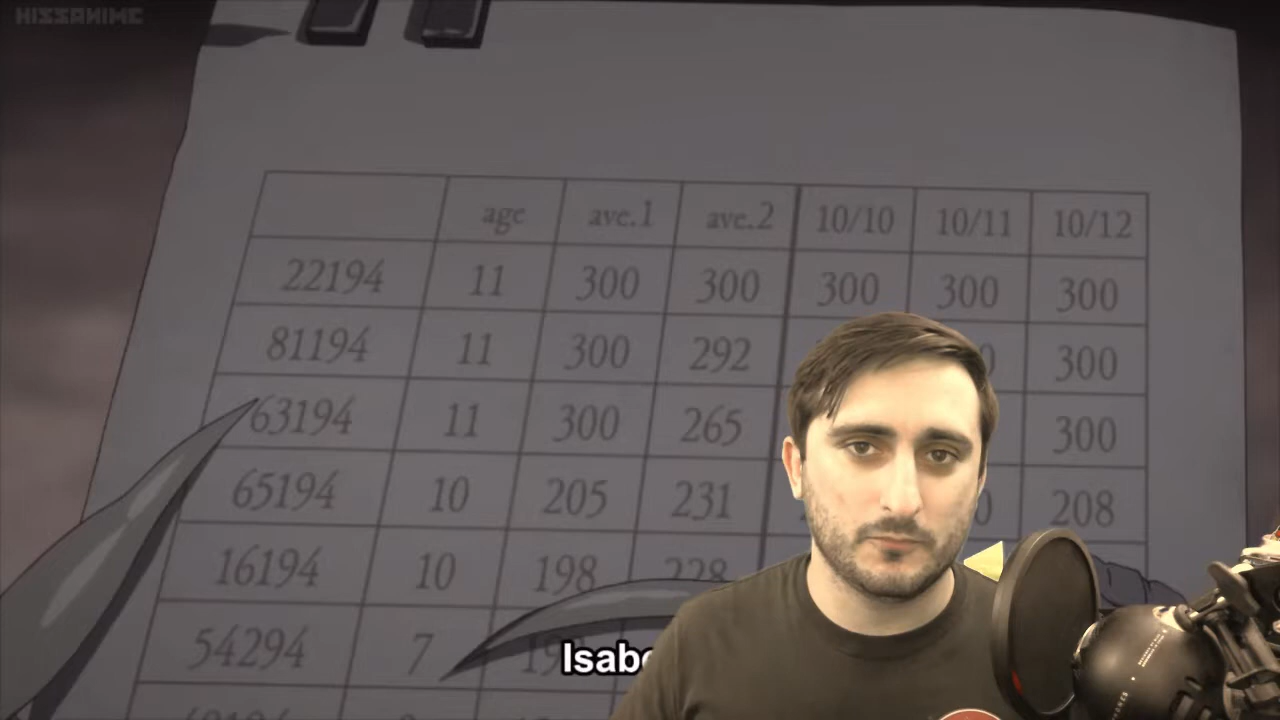 KISSANIME
age ave.1 ave.2 10/10 10/11 10/12
22194 11 300 300 300 300 300
81194 11 300 292 300
63194 11 300 265 300
65194 10 205 231 208
16194 10 198 228
54294 7
Isabe